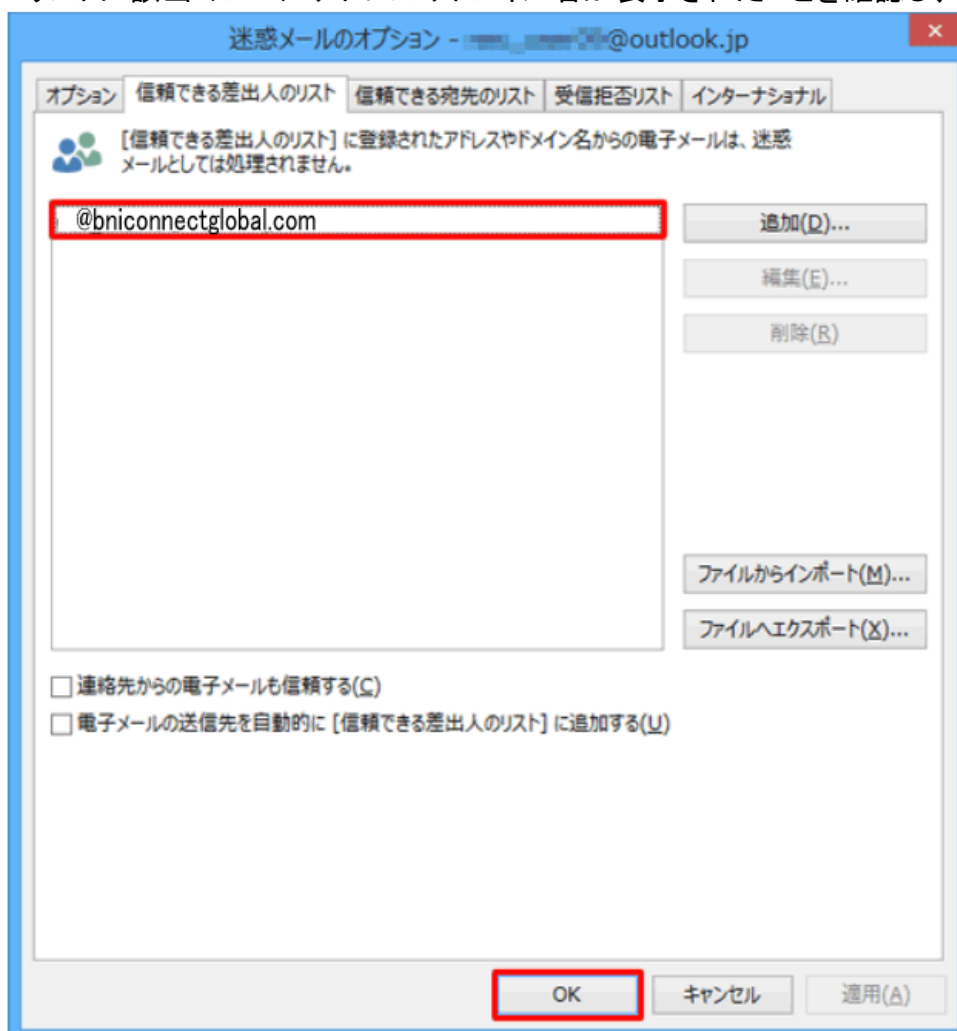 迷惑メールのオプション - @outlook.jp
×
オプション 信頼できる差出人のリスト 信頼できる宛先のリスト 受信拒否リスト インターナショナル
[信頼できる差出人のリスト] に登録されたアドレスやドメイン名からの電子メールは、迷惑
メールとしては処理されません。
@bniconnectglobal.com
追加(D)...
編集(E)...
削除(R)
ファイルからインポート(M)...
ファイルへエクスポート(X)...
連絡先からの電子メールも信頼する(C)
電子メールの送信先を自動的に [信頼できる差出人のリスト] に追加する(U)
OK キャンセル 適用(A)